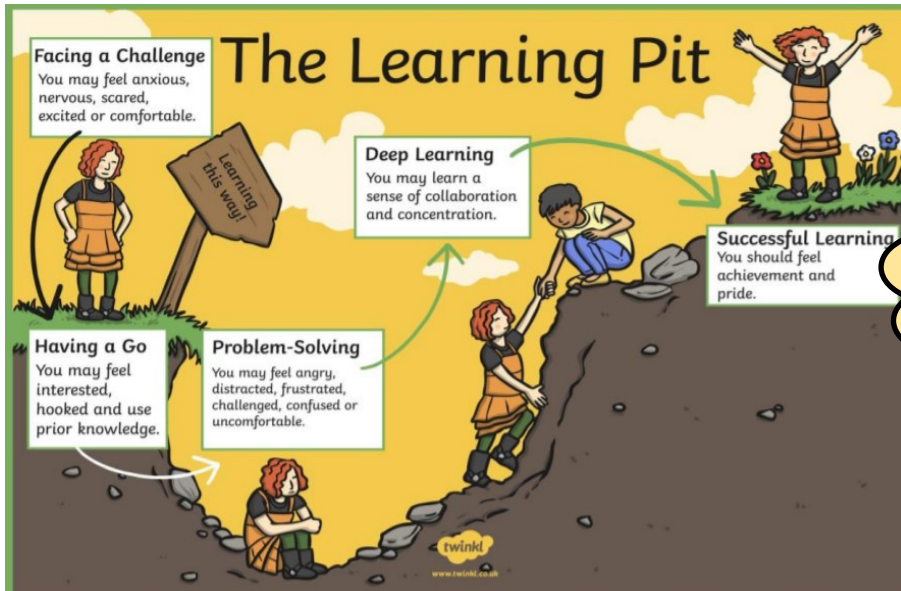 The Learning Pit
Facing a Challenge
You may feel anxious,
nervous, scared,
excited or comfortable.
Learning
this way!
Having a Go
You may feel
interested,
hooked and use
prior knowledge.
Problem-Solving
You may feel angry,
distracted, frustrated,
challenged, confused or
uncomfortable.
Deep Learning
You may learn a
sense of collaboration
and concentration.
Successful Learning
You should feel
achievement and
pride.
twinkl
www.twinkl.co.uk